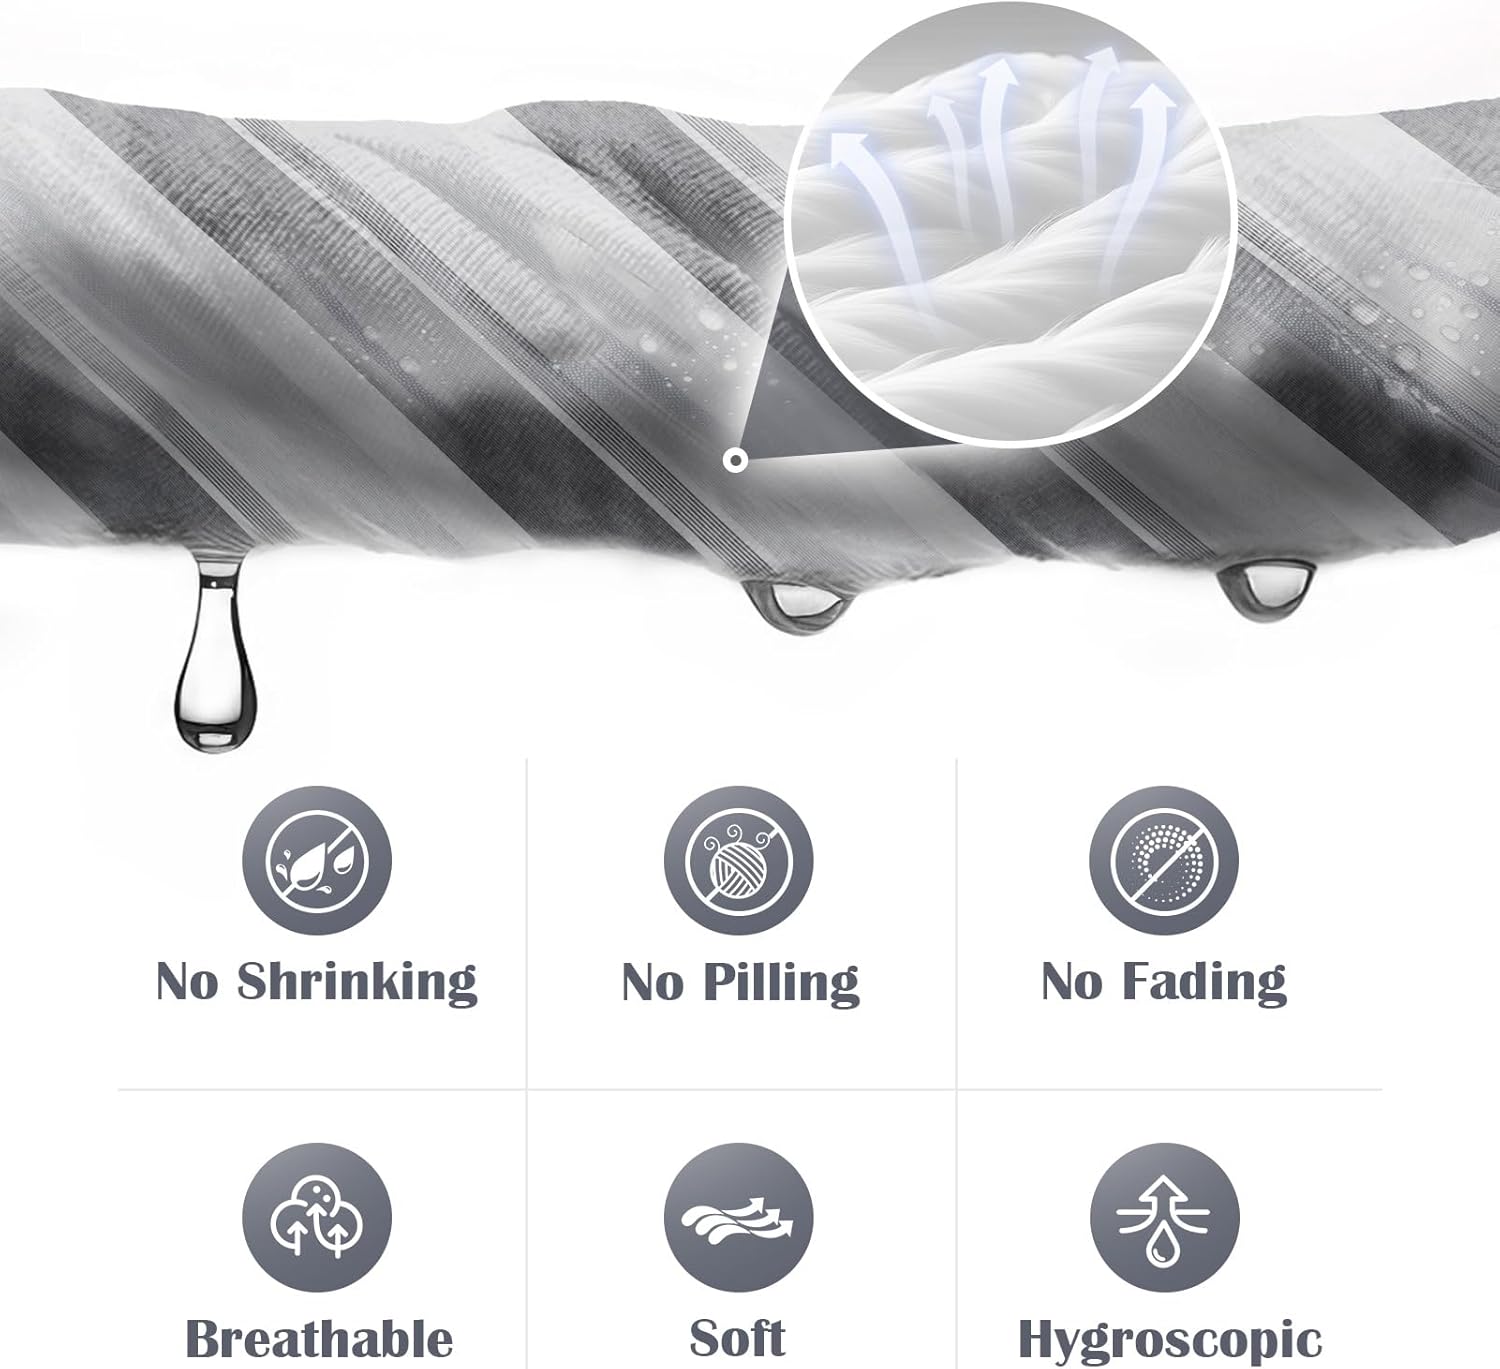 No Shrinking
No Pilling
No Fading
Breathable
Soft
Hygroscopic